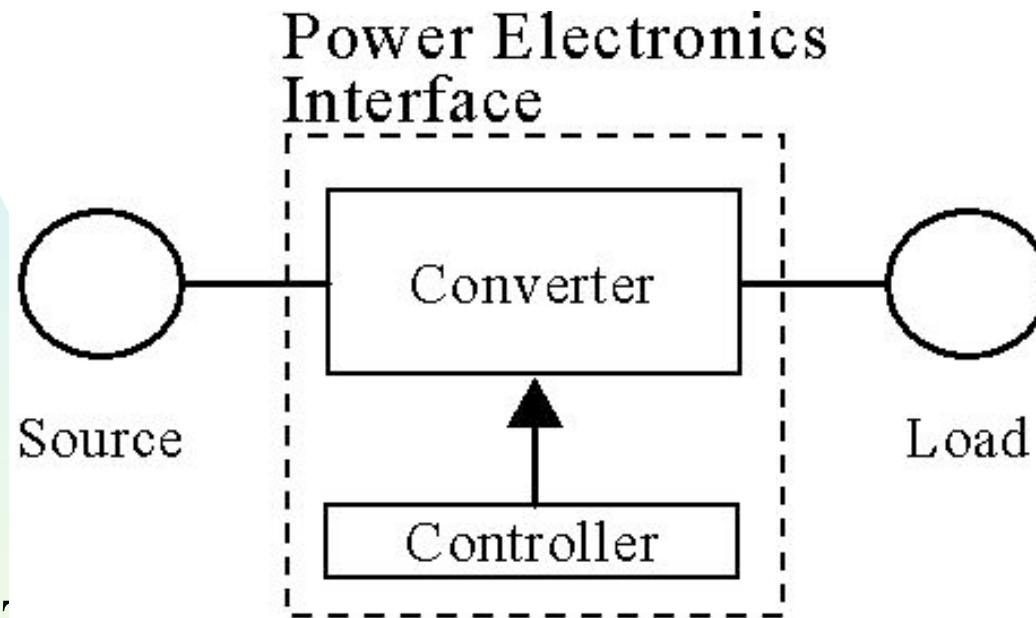 Power Electronics
Interface
Converter
Source
Load
Controller